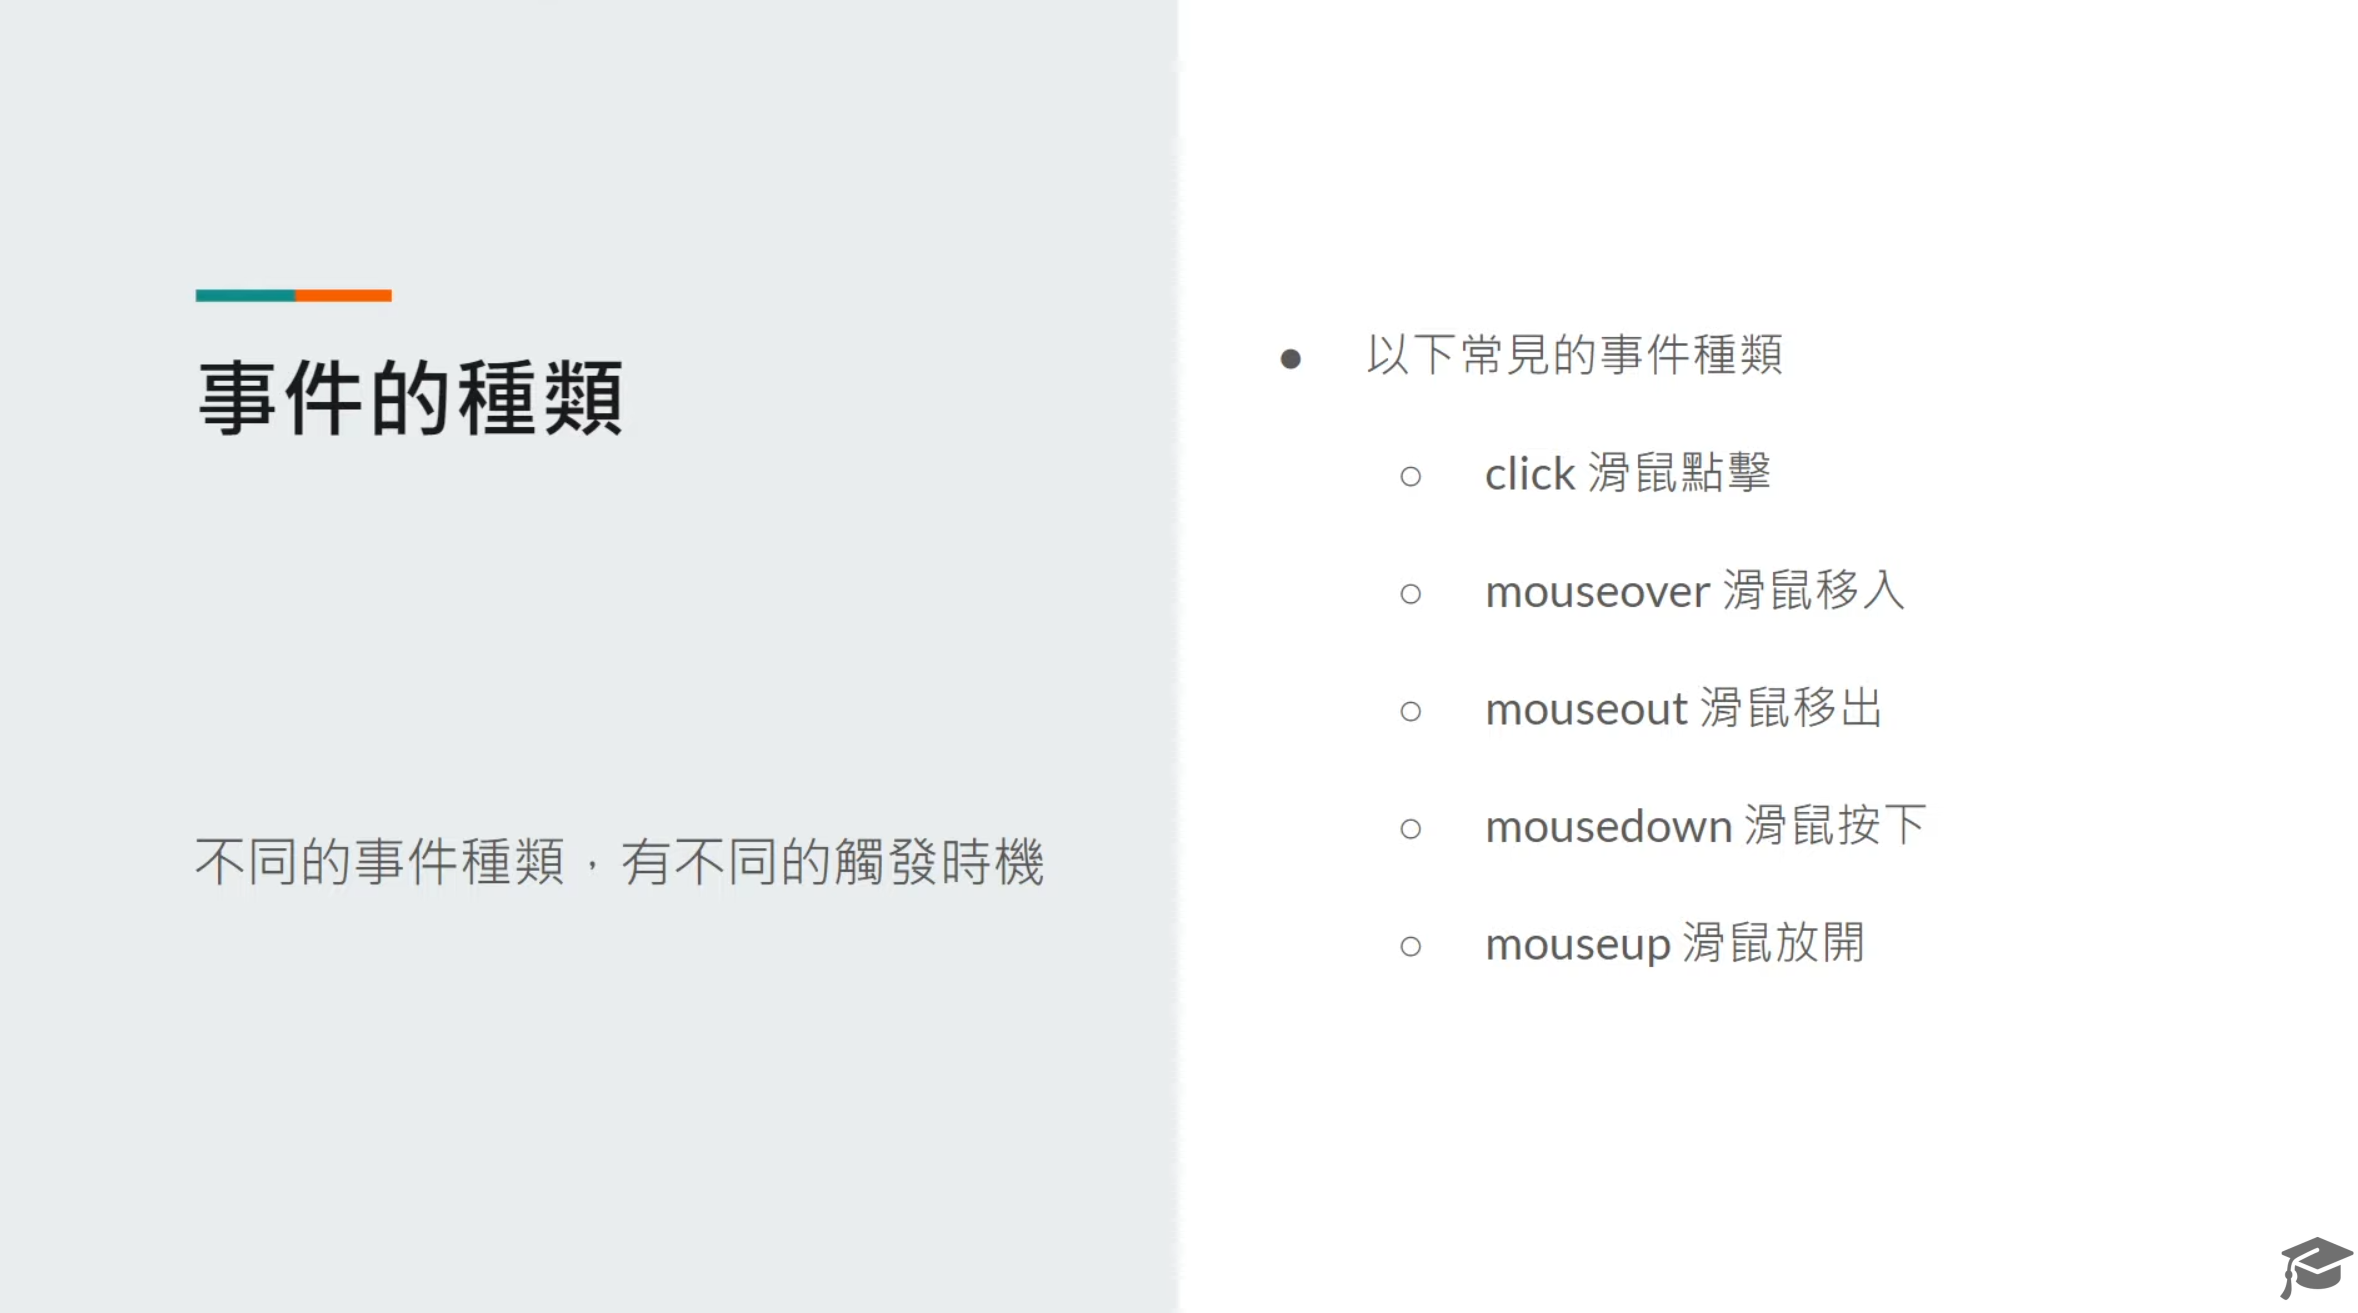 事件的種類
不同的事件種類，有不同的觸發時機
● 以下常見的事件種類
○ click 滑鼠點擊
○ mouseover 滑鼠移入
○ mouseout 滑鼠移出
○ mousedown 滑鼠按下
○ mouseup 滑鼠放開